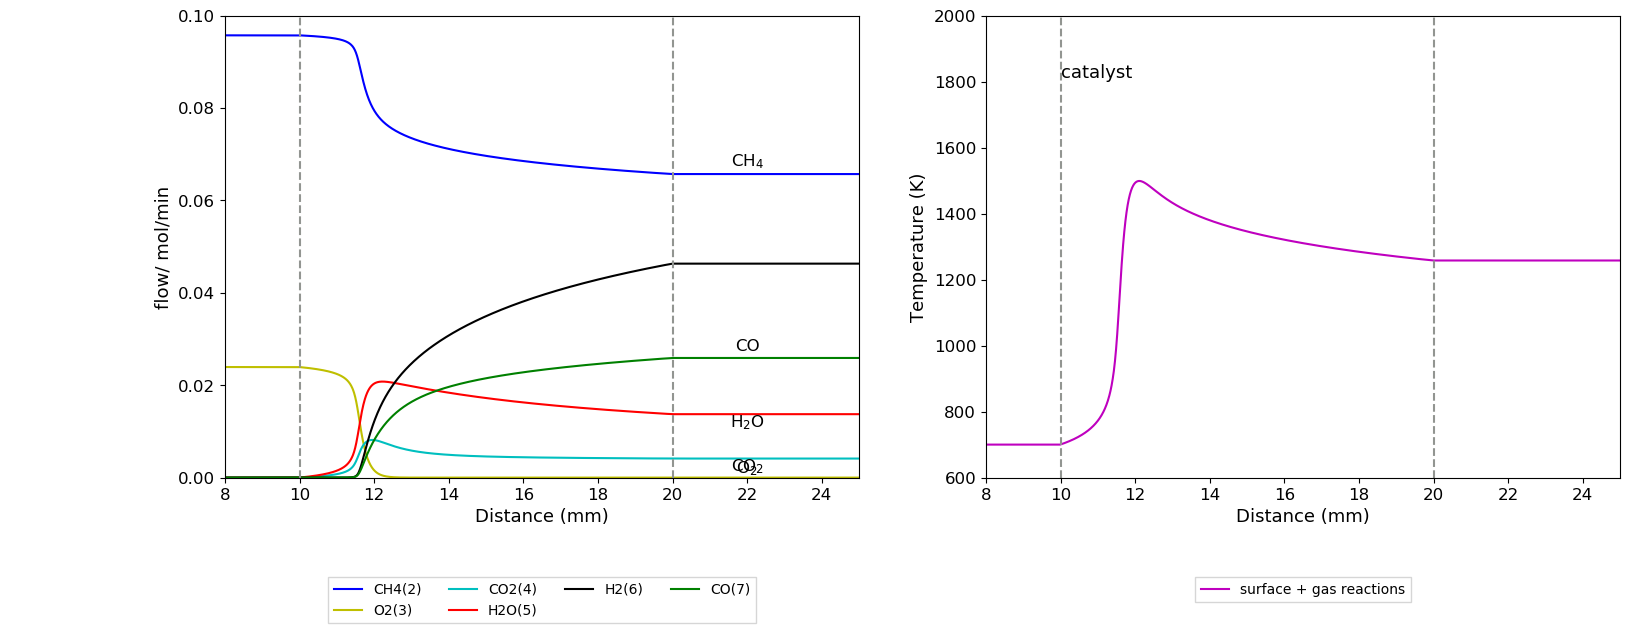 0.10
0.08
0.06
0.04
0.02
0.00
flow/ mol/min
CH₄
CO
H₂O
CO₂
O₂
8 10 12 14 16 18 20 22 24
Distance (mm)
CH4(2) CO2(4) H2(6) CO(7)
O2(3) H2O(5)
2000
1800
1600
1400
1200
1000
800
600
Temperature (K)
catalyst
8 10 12 14 16 18 20 22 24
Distance (mm)
surface + gas reactions